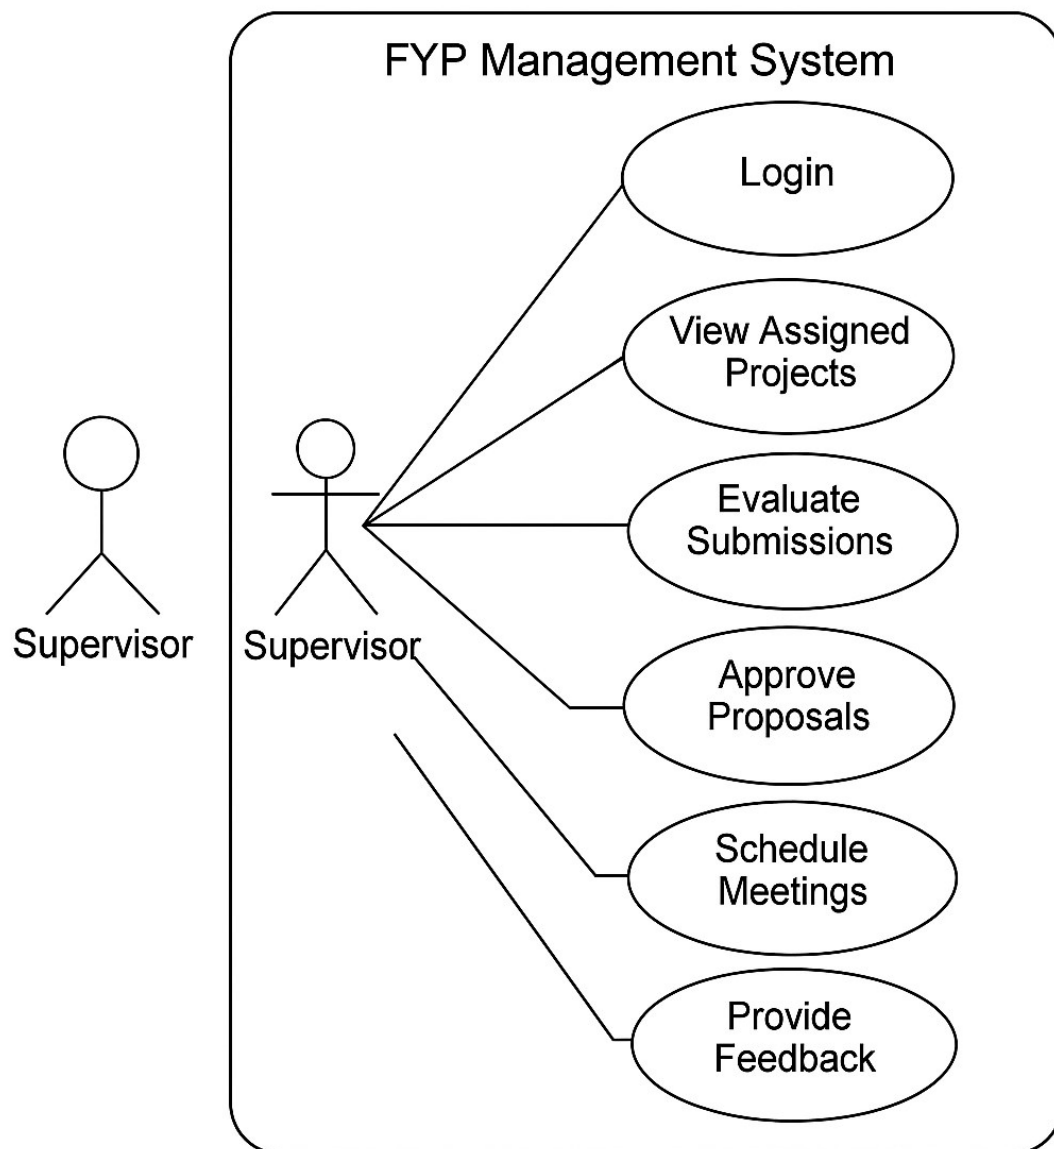 FYP Management System
Login
View Assigned
Projects
Evaluate
Submissions
Supervisor
Supervisor
Approve
Proposals
Schedule
Meetings
Provide
Feedback